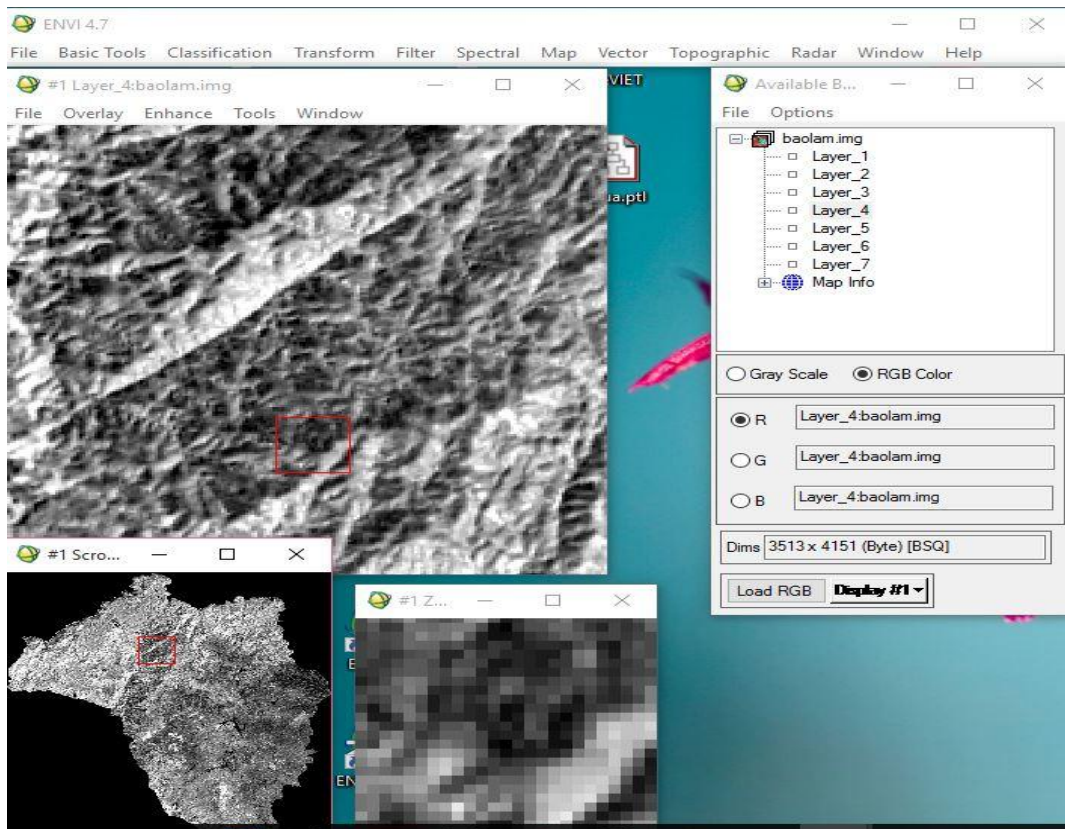 ENVI 4.7
File Basic Tools Classification Transform Filter Spectral Map Vector Topographic Radar Window Help
#1 Layer_4:baolam.img
File Overlay Enhance Tools Window
VIET
ua.ptl
Available B...
File Options
baolam.img
Layer_1
Layer_2
Layer_3
Layer_4
Layer_5
Layer_6
Layer_7
Map Info
Gray Scale RGB Color
R Layer_4:baolam.img
G Layer_4:baolam.img
B Layer_4:baolam.img
Dims 3513 x 4151 (Byte) [BSQ]
Load RGB Display #1
#1 Scro...
#1 Z...
E
EN